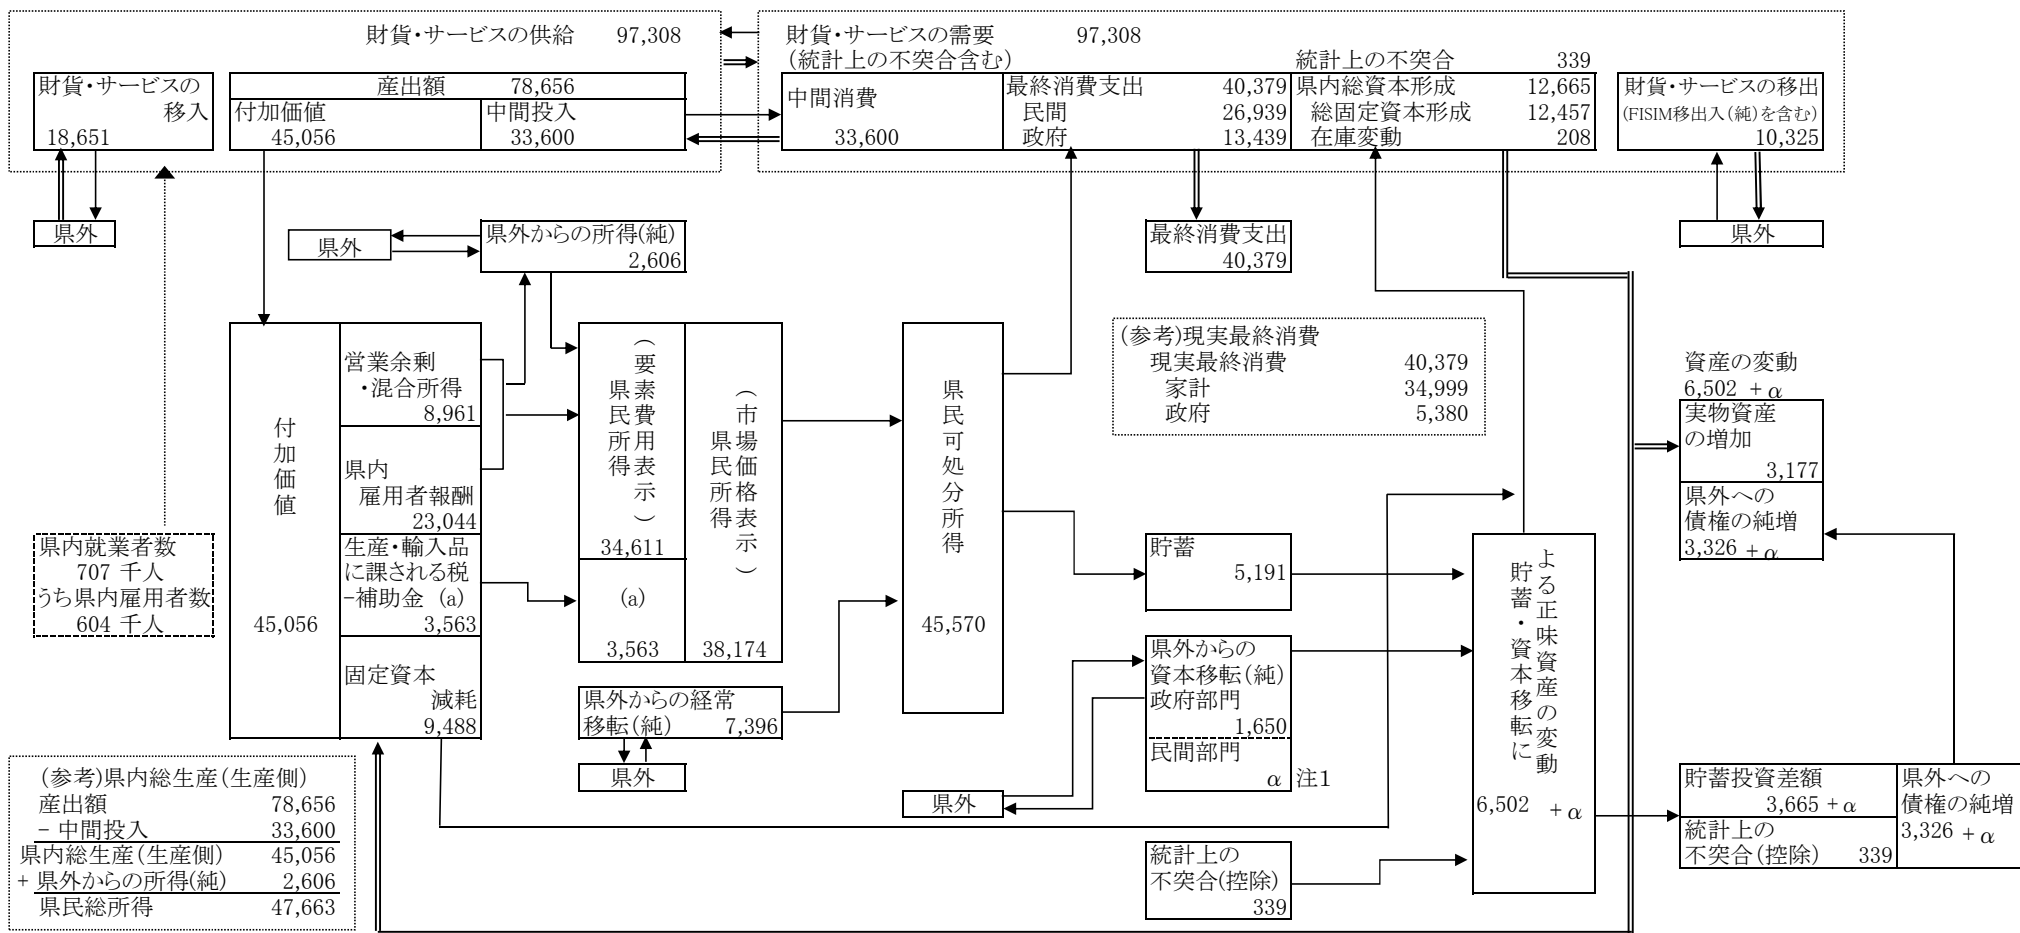 財貨・サービスの供給 97,308
財貨・サービスの移入
18,651
産出額 78,656
付加価値
45,056
中間投入
33,600
県外
財貨・サービスの需要 97,308
(統計上の不突合含む)
統計上の不突合 339
中間消費
33,600
最終消費支出 40,379
民間 26,939
政府 13,439
県内総資本形成 12,665
総固定資本形成 12,457
在庫変動 208
財貨・サービスの移出
(FISIM移出入(純)を含む)
10,325
県外
県外
県外からの所得(純)
2,606
最終消費支出
40,379
付加価値
45,056
営業余剰
・混合所得
8,961
県内
雇用者報酬
23,044
生産・輸入品
に課される税
-補助金 (a)
3,563
固定資本
減耗
9,488
県民所得
(要素費用表示)
34,611
(a)
3,563
県民所得
(市場価格表示)
38,174
県外からの経常
移転(純) 7,396
県外
県民可処分所得
45,570
(参考)現実最終消費
現実最終消費 40,379
家計 34,999
政府 5,380
県内就業者数
707 千人
うち県内雇用者数
604 千人
貯蓄
5,191
県外からの
資本移転(純)
政府部門
1,650
民間部門
α 注1
県外
統計上の
不突合(控除)
339
貯蓄・資本移転に
よる正味資産の変動
6,502 +α
資産の変動
6,502 +α
実物資産
の増加
3,177
県外への
債権の純増
3,326 +α
貯蓄投資差額
3,665 +α
統計上の
不突合(控除) 339
県外への
債権の純増
3,326 +α
(参考)県内総生産(生産側)
産出額 78,656
- 中間投入 33,600
県内総生産(生産側) 45,056
+ 県外からの所得(純) 2,606
県民総所得 47,663